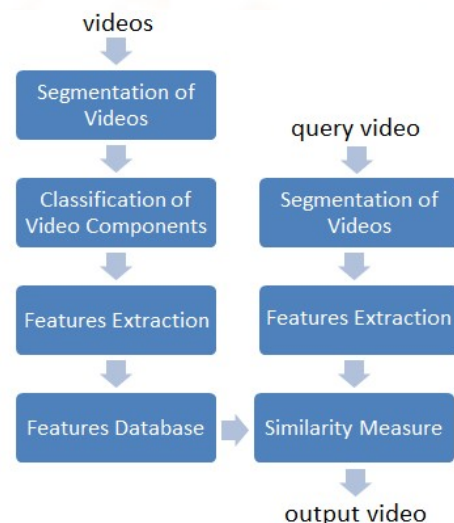 videos
Segmentation of
Videos
Classification of
Video Components
Features Extraction
Features Database
query video
Segmentation of
Videos
Features Extraction
Similarity Measure
output video